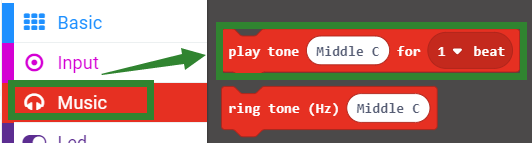 Basic
Input
Music
Led
play tone Middle C for 1 beat
ring tone (Hz) Middle C